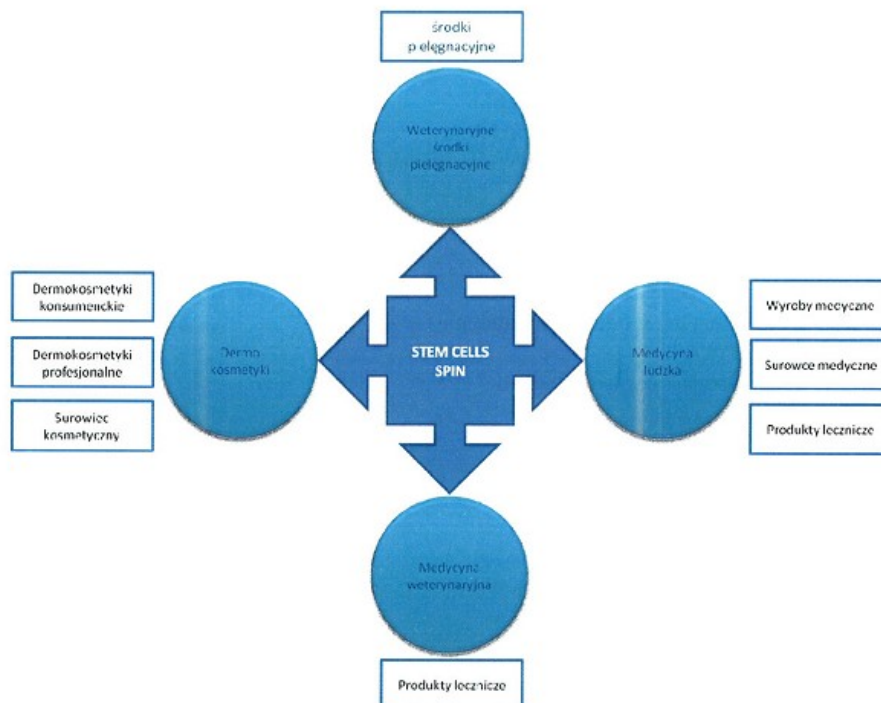 środki
pielęgnacyjne
Weterynaryjne
środki
pielęgnacyjne
Dermokosmetyki
konsumenckie
Dermokosmetyki
profesjonalne
Surowiec
kosmetyczny
Dermo
kosmetyki
STEM CELLS
SPIN
Medycyna
ludzka
Wyroby medyczne
Surowce medyczne
Produkty lecznicze
Medycyna
weterynaryjna
Produkty lecznicze